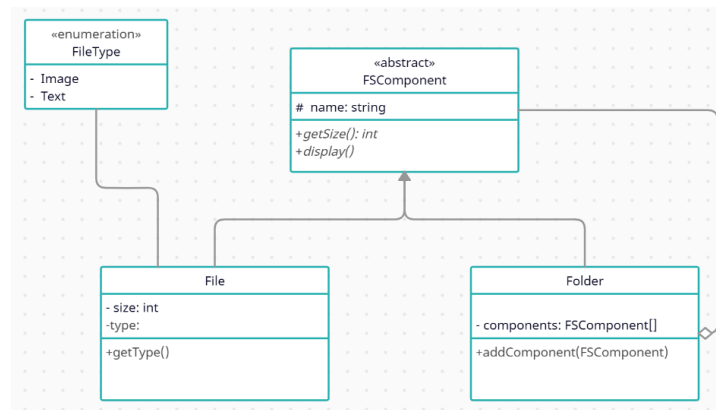 «enumeration»
FileType
- Image
- Text
«abstract»
FSComponent
# name: string
+getSize(): int
+display()
File
- size: int
-type:
+getType()
Folder
- components: FSComponent[]
+addComponent(FSComponent)